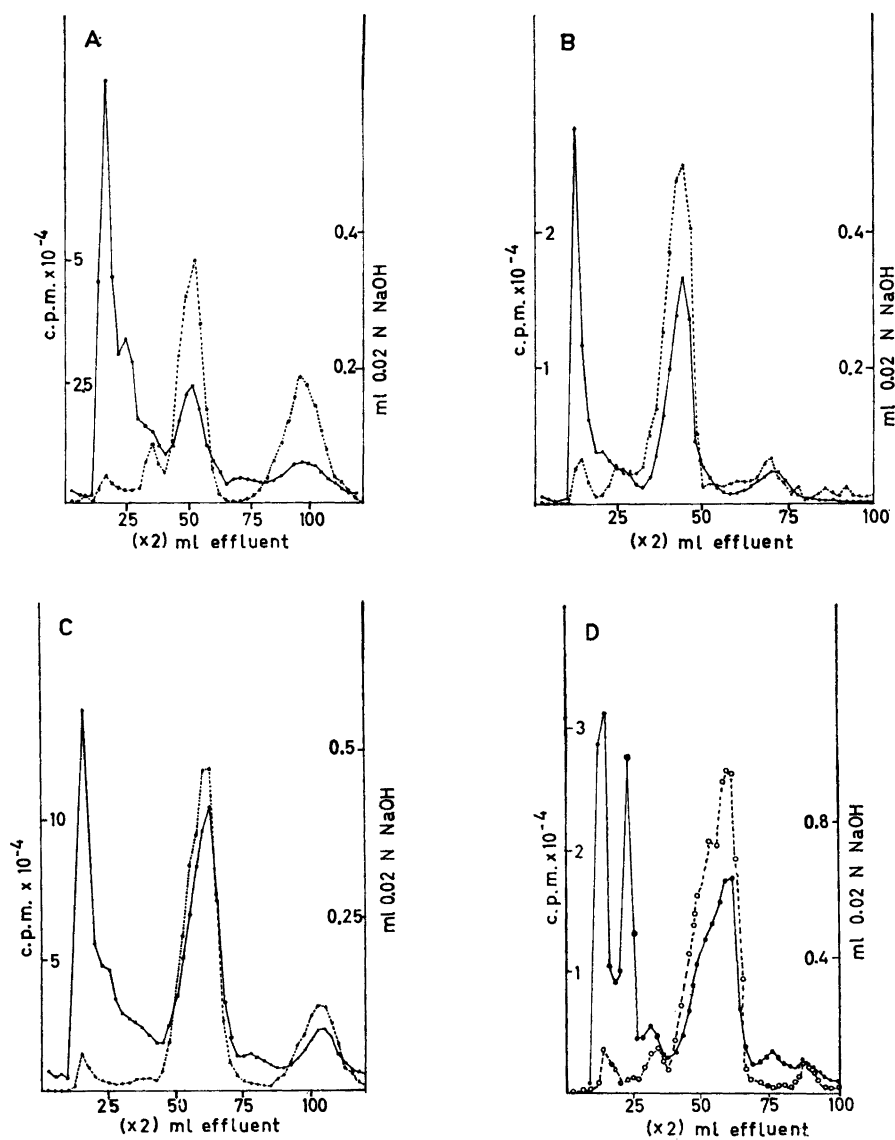 A
c.p.m. x 10⁻⁴
5
2.5
0.4
0.2
ml 0.02 N NaOH
25 50 75 100
(x2) ml effluent
B
c.p.m. x10⁻⁴
2
1
0.4
0.2
ml 0.02 N NaOH
25 50 75 100
(x2) ml effluent
C
c.p.m. x 10⁻⁴
10
5
0.5
0.25
ml 0.02 N NaOH
25 50 75 100
(x2) ml effluent
D
c.p.m. x 10⁻⁴
3
2
1
0.8
0.4
ml 0.02 N NaOH
25 50 75 100
(x2) ml effluent